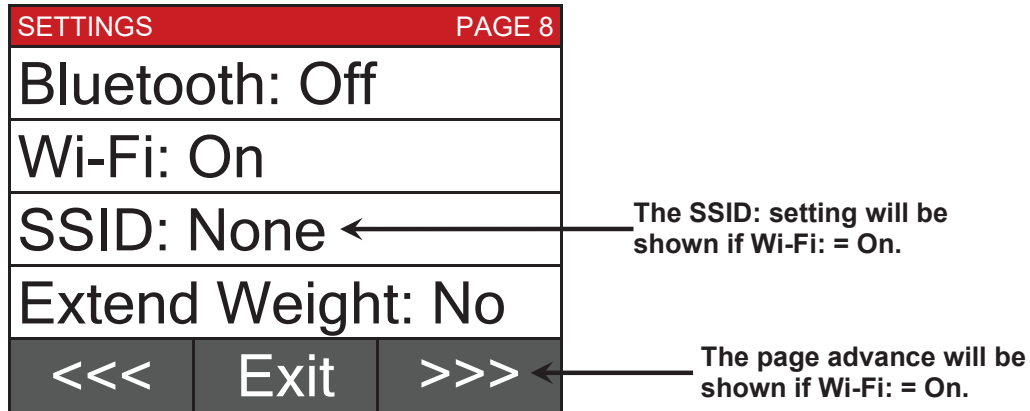 SETTINGS PAGE 8
Bluetooth: Off
Wi-Fi: On
SSID: None
The SSID: setting will be
shown if Wi-Fi: = On.
Extend Weight: No
<<< Exit >>>
The page advance will be
shown if Wi-Fi: = On.